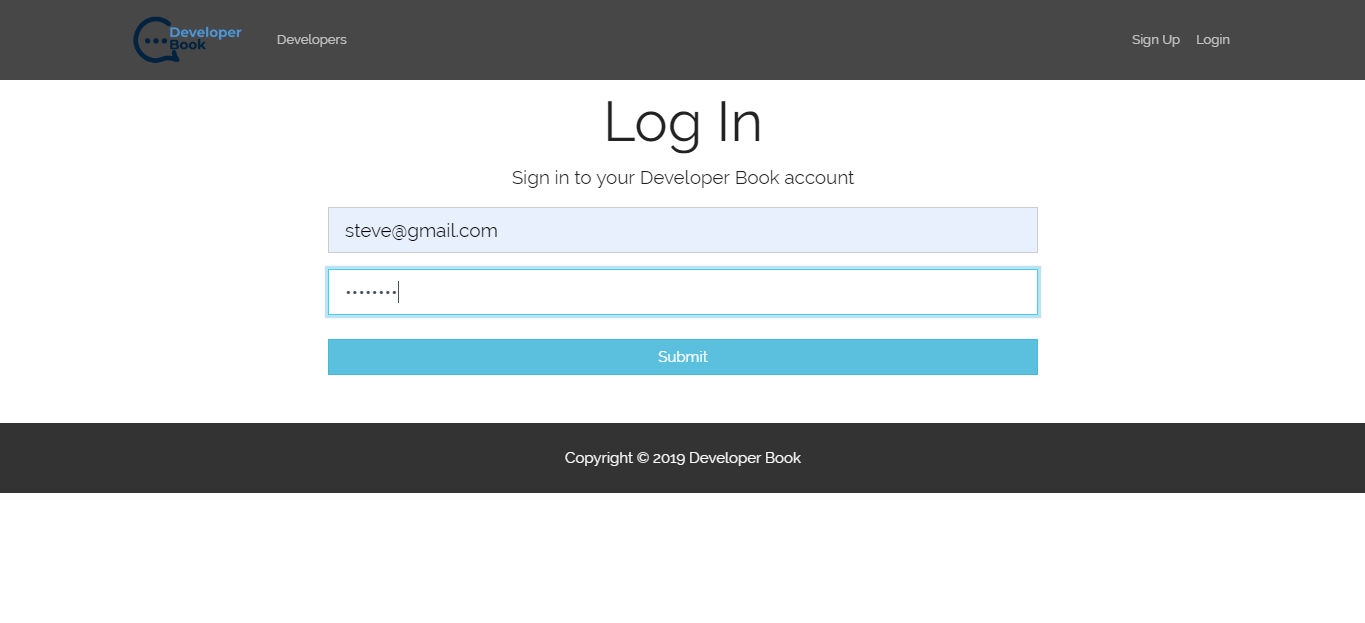 Developer
Book
Developers
Sign Up
Login
Log In
Sign in to your Developer Book account
steve@gmail.com
••••••••
Submit
Copyright © 2019 Developer Book